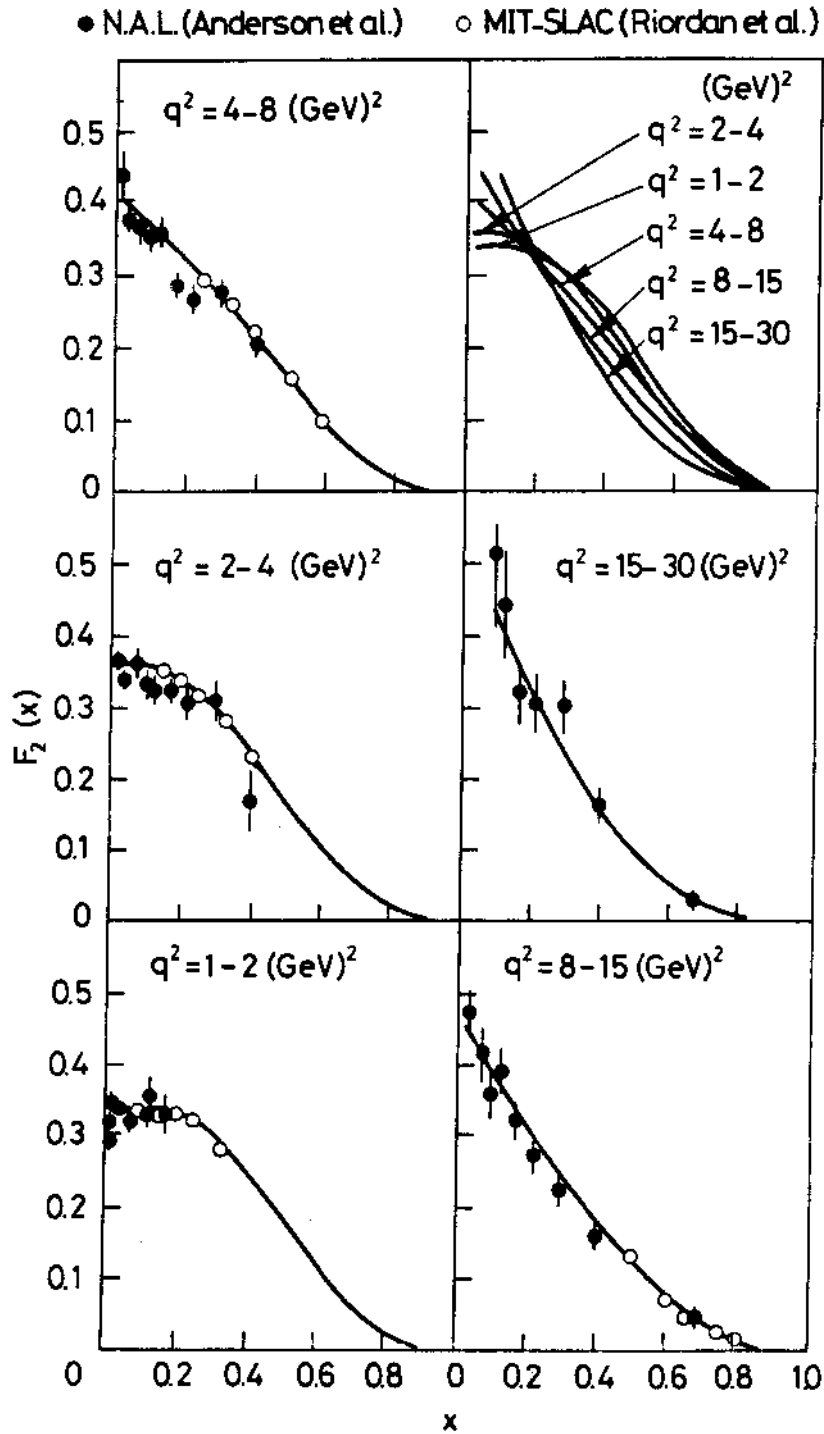 ● N.A.L. (Anderson et al.) ○ MIT-SLAC (Riordan et al.)
q² = 4-8 (GeV)²
0.5
0.4
0.3
0.2
0.1
0
(GeV)²
q² = 2-4
q² = 1-2
q² = 4-8
q² = 8-15
q² = 15-30
q² = 2-4 (GeV)²
0.5
0.4
0.3
0.2
0.1
0
q² = 15-30 (GeV)²
F₂ (x)
q² = 1-2 (GeV)²
0.5
0.4
0.3
0.2
0.1
0
0.2
0.4
0.6
0.8
q² = 8-15 (GeV)²
0
0.2
0.4
0.6
0.8
1.0
x